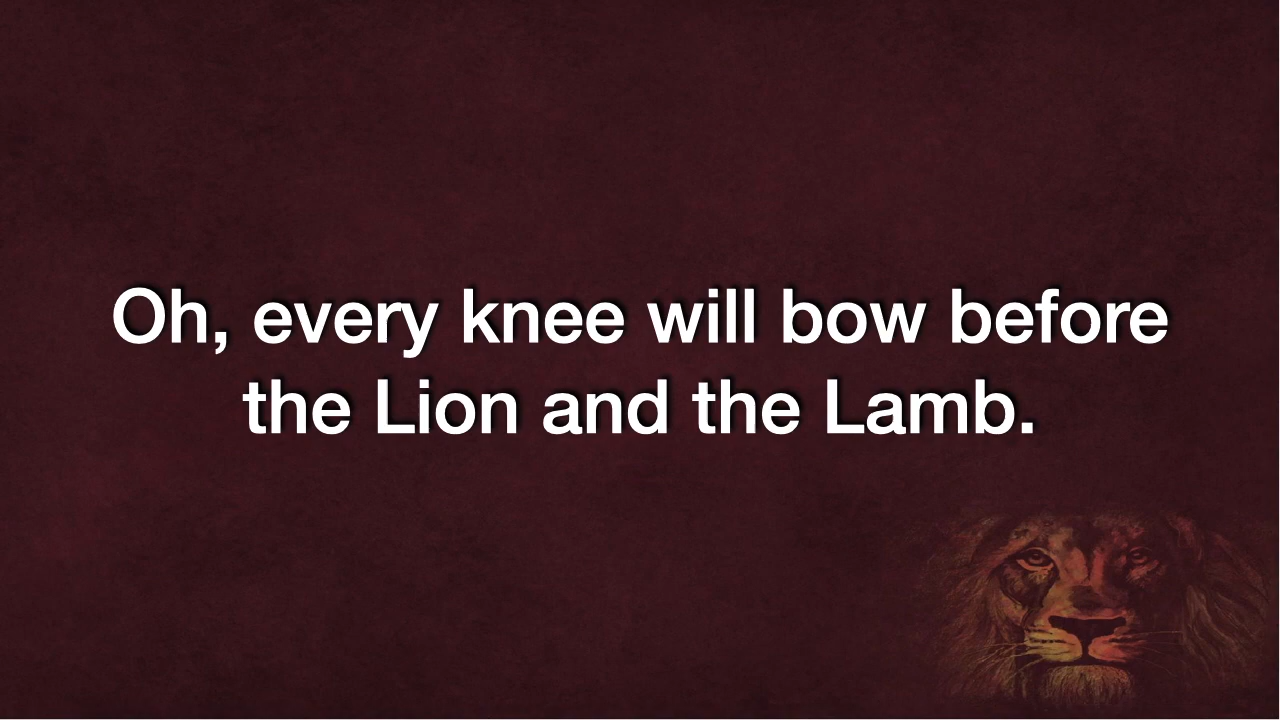 Oh, every knee will bow before
the Lion and the Lamb.